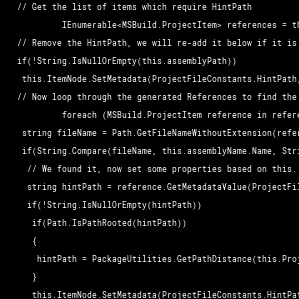 // Get the list of items which require HintPath
IEnumerable<MSBuild.ProjectItem> references = th
// Remove the HintPath, we will re-add it below if it is
if(!String.IsNullOrEmpty(this.assemblyPath))
this.ItemNode.SetMetadata(ProjectFileConstants.HintPath,
// Now loop through the generated References to find the
foreach (MSBuild.ProjectItem reference in refere
string fileName = Path.GetFileNameWithoutExtension(refer
if(String.Compare(fileName, this.assemblyName.Name, Stri
// We found it, now set some properties based on this.
string hintPath = reference.GetMetadataValue(ProjectFil
if(!String.IsNullOrEmpty(hintPath))
if(Path.IsPathRooted(hintPath))
{
hintPath = PackageUtilities.GetPathDistance(this.Proj
}
this.ItemNode.SetMetadata(ProjectFileConstants.HintPat